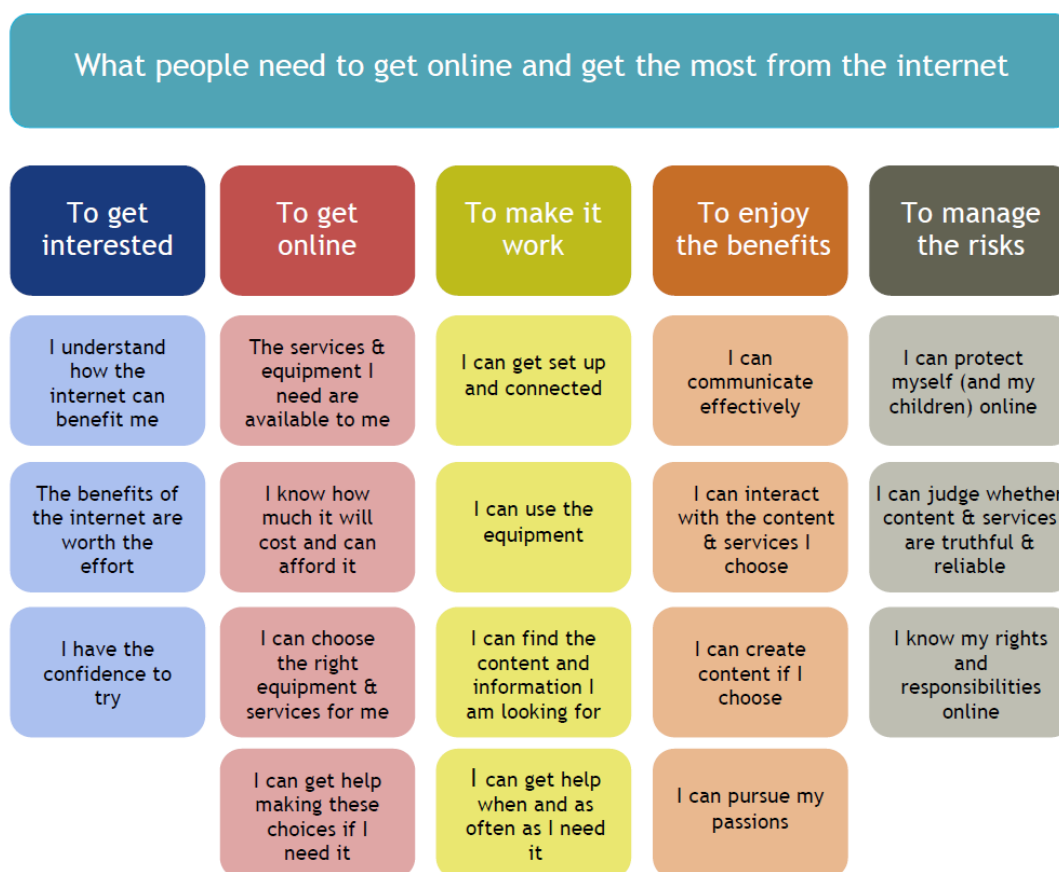 What people need to get online and get the most from the internet
To get
interested
To get
online
To make it
work
To enjoy
the benefits
To manage
the risks
I understand
how the
internet can
benefit me
The services &
equipment I
need are
available to me
I can get set up
and connected
I can
communicate
effectively
I can protect
myself (and my
children) online
The benefits of
the internet are
worth the
effort
I know how
much it will
cost and can
afford it
I can use the
equipment
I can interact
with the content
& services I
choose
I can judge whether
content & services
are truthful &
reliable
I have the
confidence to
try
I can choose
the right
equipment &
services for me
I can find the
content and
information I
am looking for
I can create
content if I
choose
I know my rights
and
responsibilities
online
I can get help
making these
choices if I
need it
I can get help
when and as
often as I need
it
I can pursue my
passions